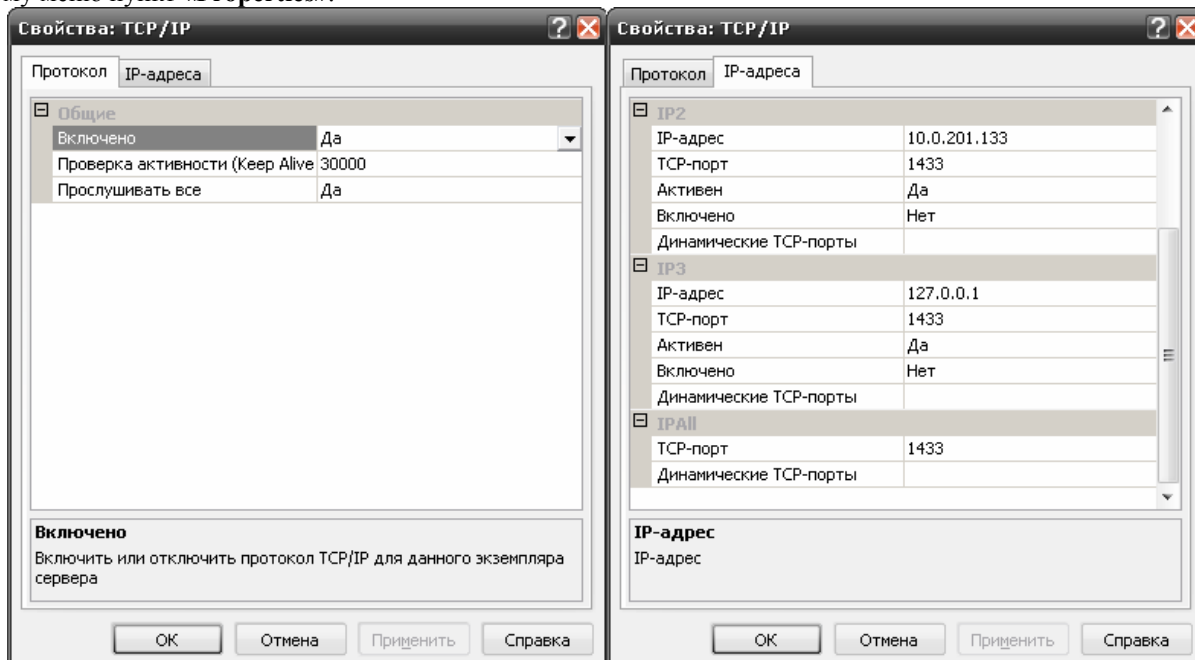 меню пункт «Properties».
Свойства: TCP/IP
Протокол IP-адреса
Общие
Включено Да
Проверка активности (Keep Alive 30000
Прослушивать все Да
Включено
Включить или отключить протокол TCP/IP для данного экземпляра
сервера
ОК Отмена Применить Справка
Свойства: TCP/IP
Протокол IP-адреса
IP2
IP-адрес 10.0.201.133
TCP-порт 1433
Активен Да
Включено Нет
Динамические TCP-порты
IP3
IP-адрес 127.0.0.1
TCP-порт 1433
Активен Да
Включено Нет
Динамические TCP-порты
IPAll
TCP-порт 1433
Динамические TCP-порты
IP-адрес
IP-адрес
ОК Отмена Применить Справка